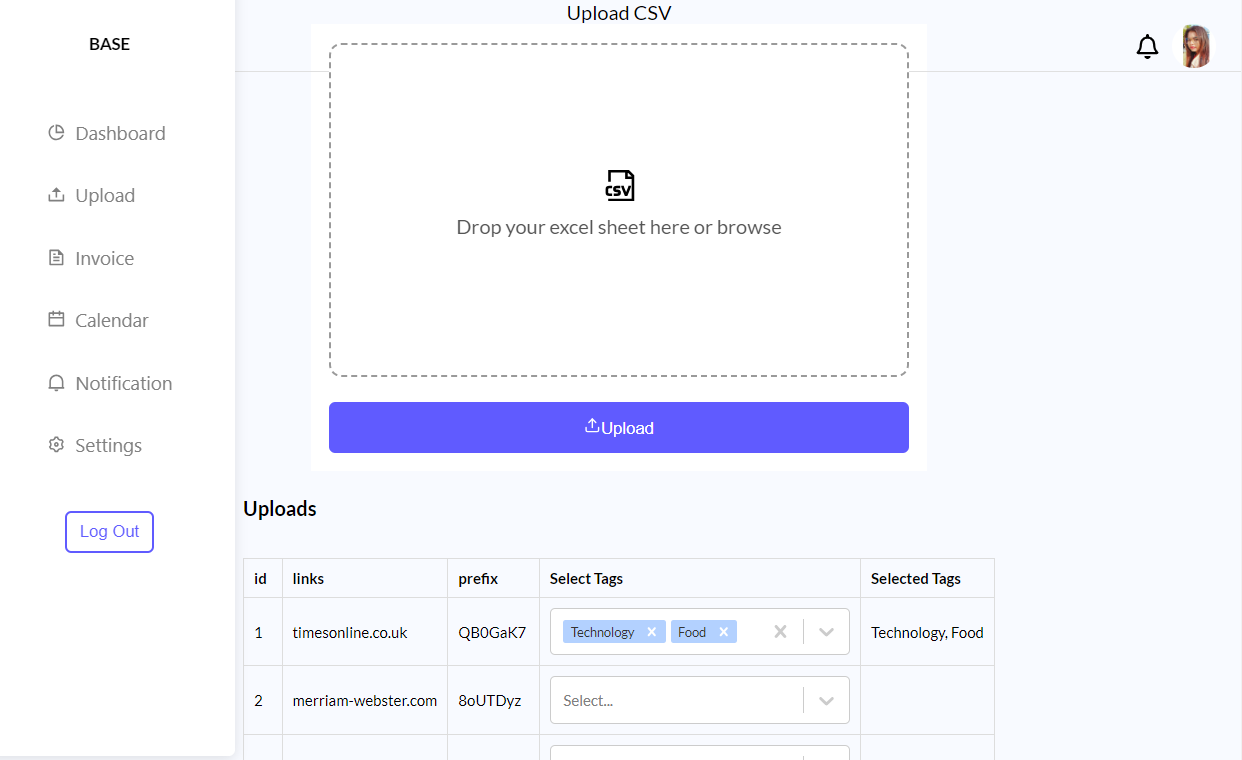 BASE
Dashboard
Upload
Invoice
Calendar
Notification
Settings
Log Out
Upload CSV
CSV
Drop your excel sheet here or browse
Upload
Uploads
id links prefix Select Tags Selected Tags
1 timesonline.co.uk QB0GaK7 Technology Food Technology, Food
2 merriam-webster.com 8oUTDyz Select...